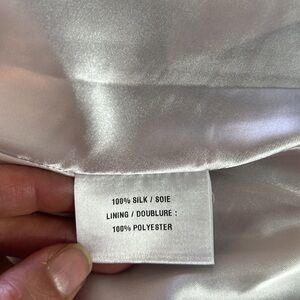 100% SILK / SOIE
LINING / DOUBLURE :
100% POLYESTER